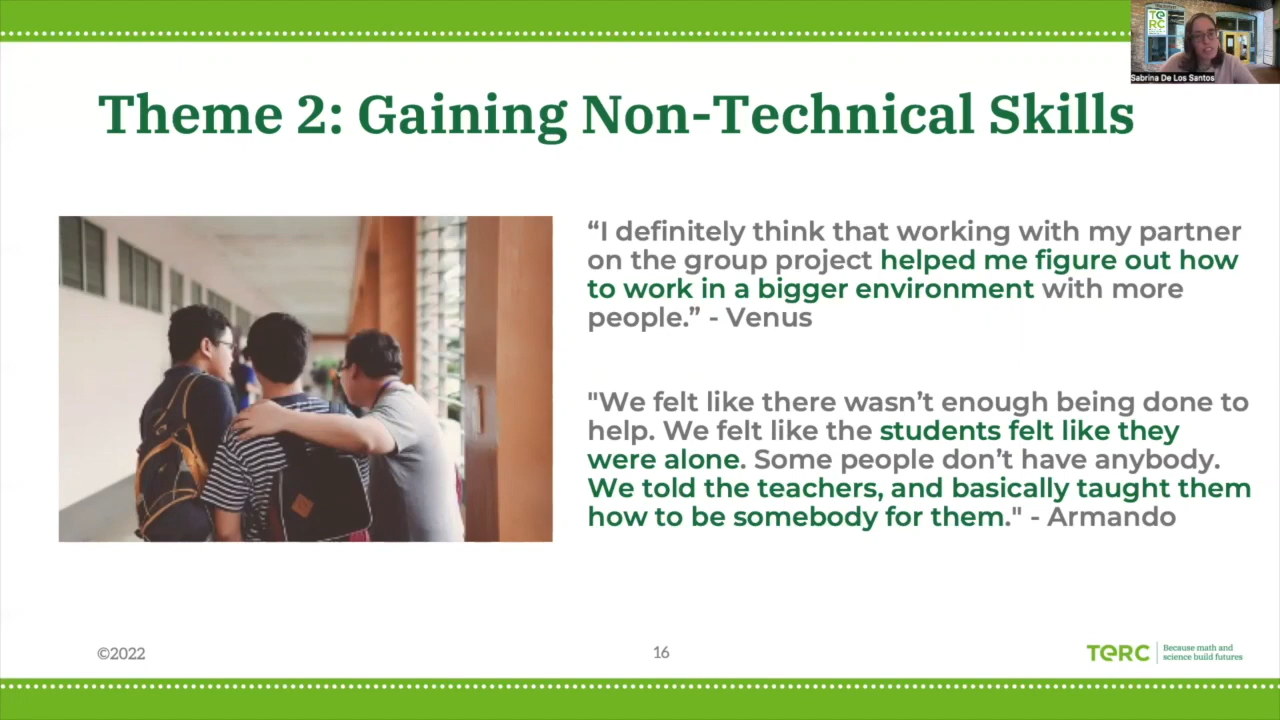 TERC
Sabrina De Los Santos
Theme 2: Gaining Non-Technical Skills
“I definitely think that working with my partner
on the group project helped me figure out how
to work in a bigger environment with more
people.” - Venus
"We felt like there wasn’t enough being done to
help. We felt like the students felt like they
were alone. Some people don’t have anybody.
We told the teachers, and basically taught them
how to be somebody for them." - Armando
©2022
16
TERC
Because math and
science build futures